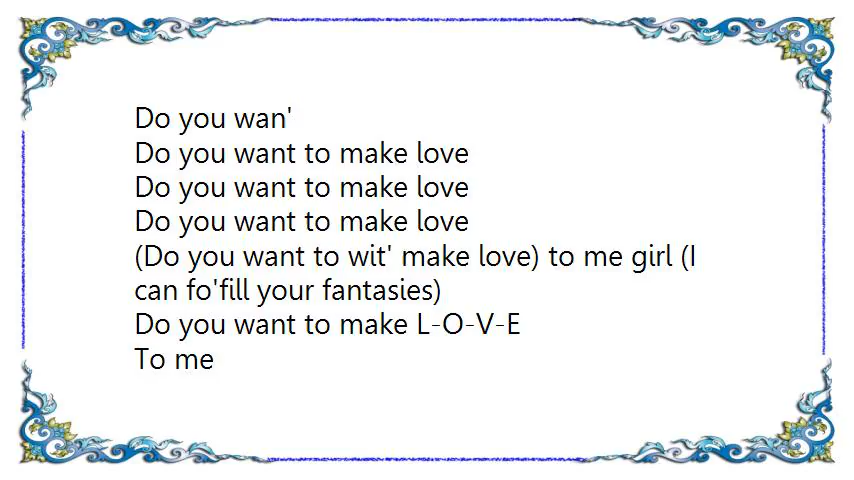 Do you wan'
Do you want to make love
Do you want to make love
Do you want to make love
(Do you want to wit' make love) to me girl (I
can fo'fill your fantasies)
Do you want to make L-O-V-E
To me